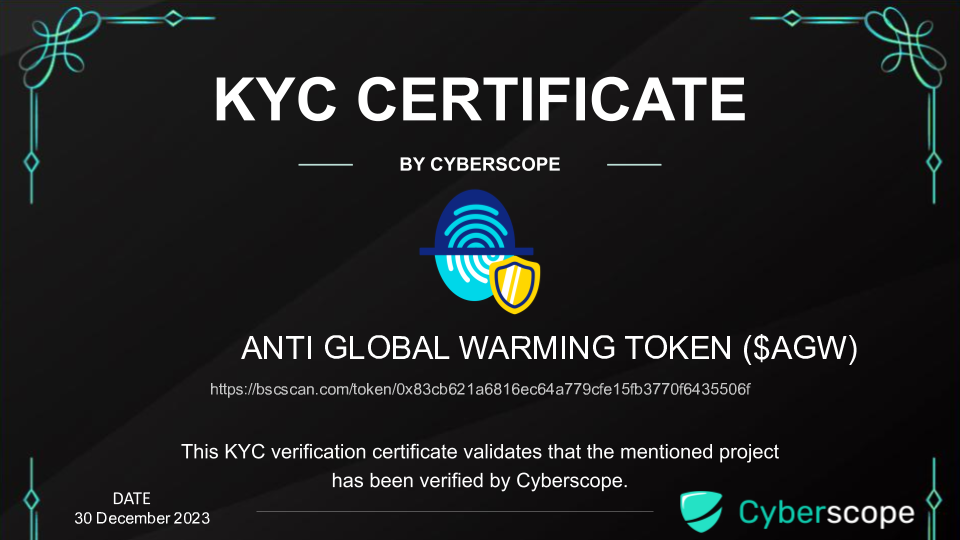 KYC CERTIFICATE
BY CYBERSCOPE
ANTI GLOBAL WARMING TOKEN ($AGW)
https://bscscan.com/token/0x83cb621a6816ec64a779cfe15fb3770f6435506f
This KYC verification certificate validates that the mentioned project
has been verified by Cyberscope.
DATE
30 December 2023
Cyberscope